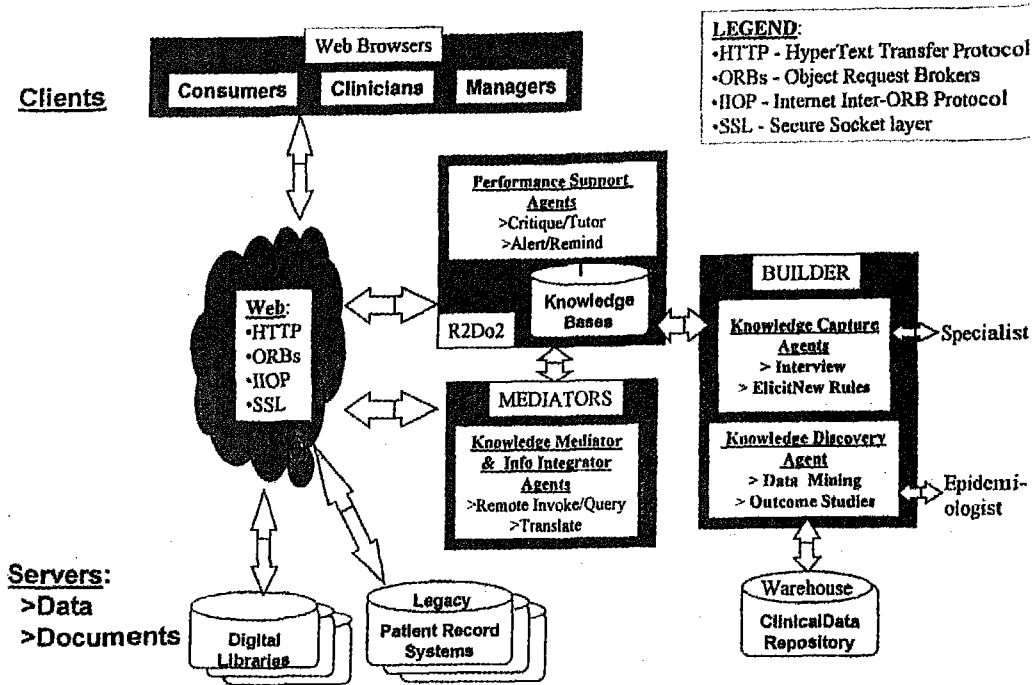 Web Browsers
Consumers Clinicians Managers
Clients
LEGEND:
•HTTP - HyperText Transfer Protocol
•ORBs - Object Request Brokers
•IIOP - Internet Inter-ORB Protocol
•SSL - Secure Socket layer
Performance Support
Agents
>Critique/Tutor
>Alert/Remind
Knowledge
Bases
R2Do2
Web:
•HTTP
•ORBs
•IIOP
•SSL
BUILDER
Knowledge Capture
Agents
> Interview
> ElicitNew Rules
Specialist
Knowledge Discovery
Agent
> Data Mining
> Outcome Studies
Epidemi-
ologist
MEDIATORS
Knowledge Mediator
& Info Integrator
Agents
>Remote Invoke/Query
>Translate
Servers:
>Data
>Documents
Digital
Libraries
Legacy
Patient Record
Systems
Warehouse
ClinicalData
Repository